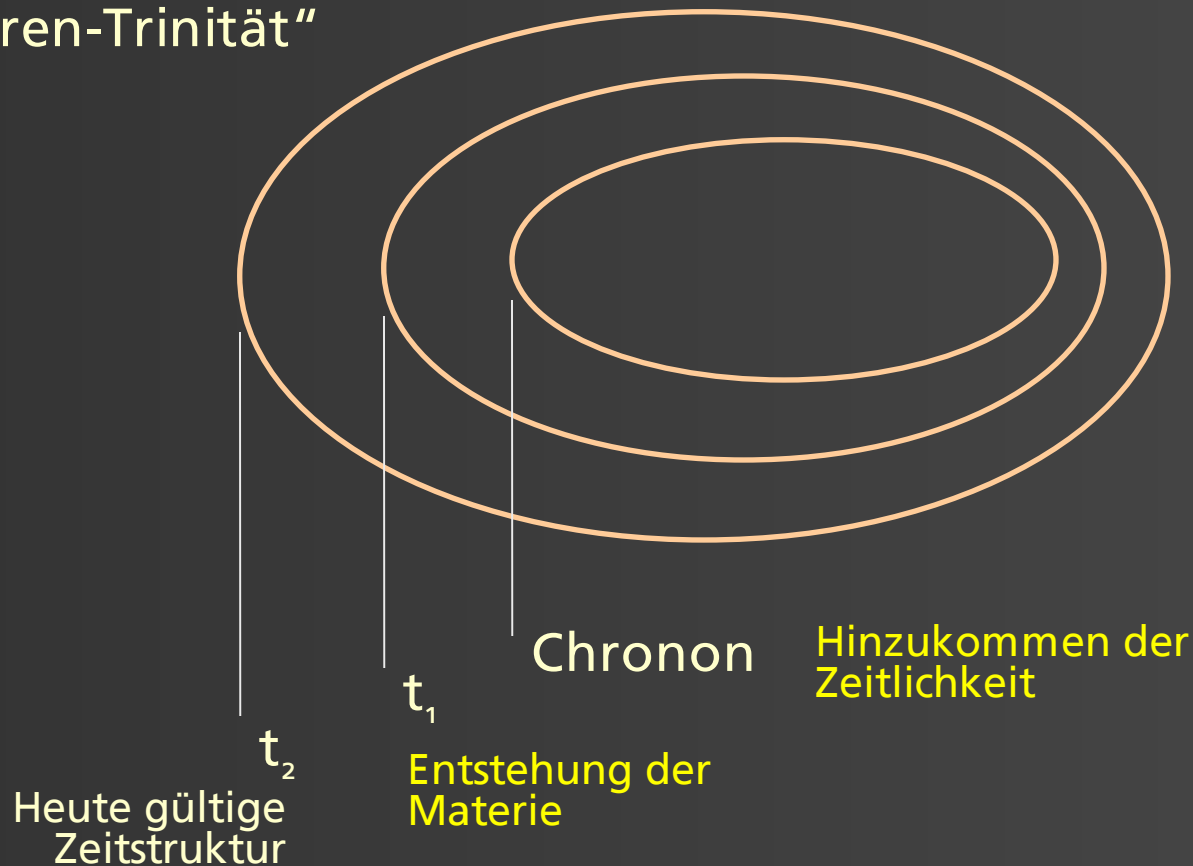 ren-Trinität“
Chronon
Hinzukommen der
Zeitlichkeit
t₁
Entstehung der
Materie
t₂
Heute gültige
Zeitstruktur